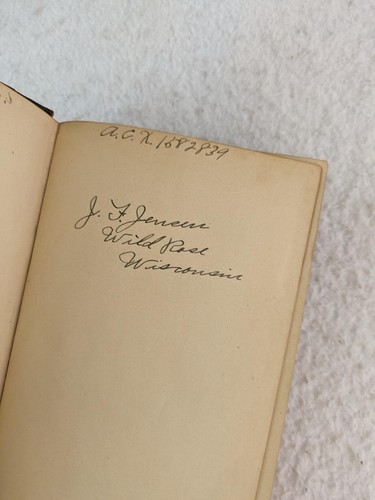 a.C.X. 1582839
J. F. Jensen
Wild Rose
Wisconsin